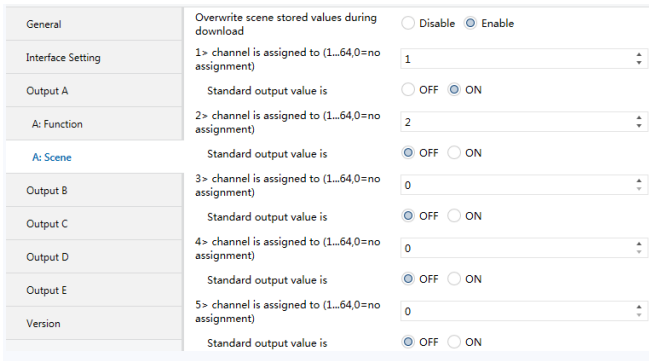 General
Interface Setting
Output A
A: Function
A: Scene
Output B
Output C
Output D
Output E
Version
Overwrite scene stored values during
download
Disable Enable
1> channel is assigned to (1...64,0=no
assignment)
1
Standard output value is
OFF ON
2> channel is assigned to (1...64,0=no
assignment)
2
Standard output value is
OFF ON
3> channel is assigned to (1...64,0=no
assignment)
0
Standard output value is
OFF ON
4> channel is assigned to (1...64,0=no
assignment)
0
Standard output value is
OFF ON
5> channel is assigned to (1...64,0=no
assignment)
0
Standard output value is
OFF ON